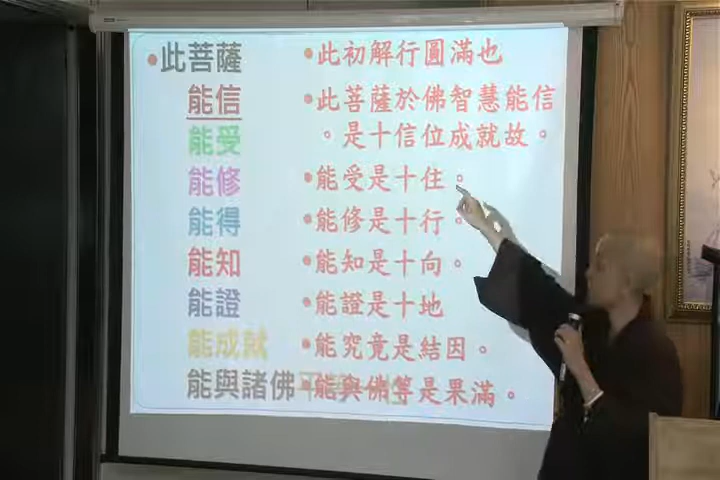 •此菩薩
能信
能受
能修
能得
能知
能證
能成就
能與諸佛
•此初解行圓滿也
•此菩薩於佛智慧能信
。是十信位成就故。
•能受是十住。
•能修是十行。
•能知是十向。
•能證是十地
•能究竟是結因。
•能與佛等是果滿。